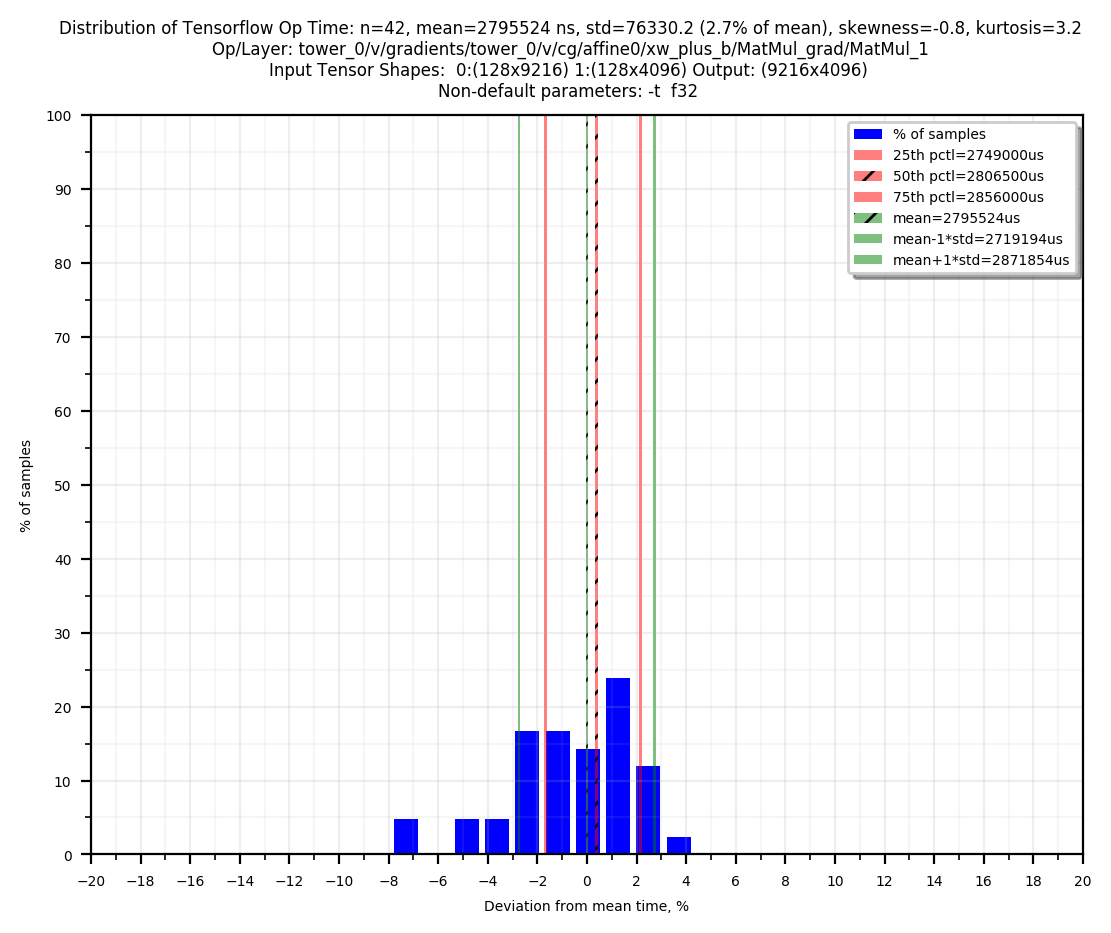 Distribution of Tensorflow Op Time: n=42, mean=2795524 ns, std=76330.2 (2.7% of mean), skewness=-0.8, kurtosis=3.2
Op/Layer: tower_0/v/gradients/tower_0/v/cg/affine0/xw_plus_b/MatMul_grad/MatMul_1
Input Tensor Shapes:  0:(128x9216) 1:(128x4096) Output: (9216x4096)
Non-default parameters: -t  f32
% of samples
25th pctl=2749000us
50th pctl=2806500us
75th pctl=2856000us
mean=2795524us
mean-1*std=2719194us
mean+1*std=2871854us
% of samples
100
90
80
70
60
50
40
30
20
10
0
−20 −18 −16 −14 −12 −10 −8 −6 −4 −2 0 2 4 6 8 10 12 14 16 18 20
Deviation from mean time, %